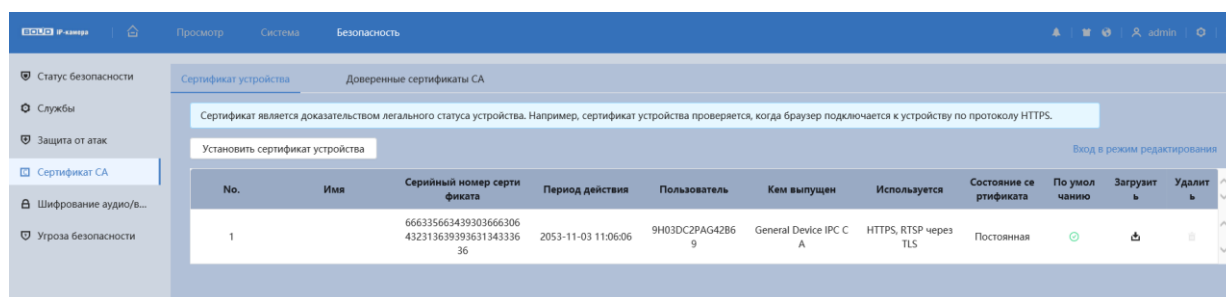 BOLID IP-камера Просмотр Система Безопасность admin
Статус безопасности
Службы
Защита от атак
Сертификат CA
Шифрование аудио/в...
Угроза безопасности
Сертификат устройства Доверенные сертификаты CA
Сертификат является доказательством легального статуса устройства. Например, сертификат устройства проверяется, когда браузер подключается к устройству по протоколу HTTPS.
Установить сертификат устройства Вход в режим редактирования
No. Имя Серийный номер серти Период действия Пользователь Кем выпущен Используется Состояние се По умол Загрузит Удалит
фиката ртификата чанию ь ь
666335663439303666306
1 432313639393631343336 2053-11-03 11:06:06 9H03DC2PAG42B6 General Device IPC C HTTPS, RTSP через Постоянная
36 9 A TLS